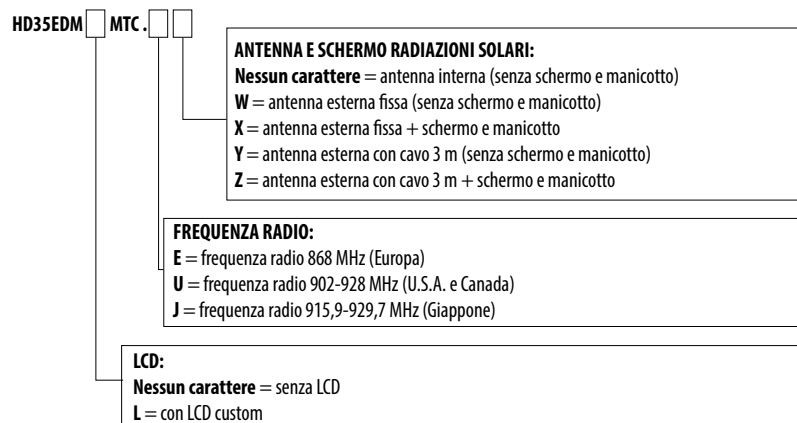 HD35EDM MTC.
ANTENNA E SCHERMO RADIAZIONI SOLARI:
Nessun carattere = antenna interna (senza schermo e manicotto)
W = antenna esterna fissa (senza schermo e manicotto)
X = antenna esterna fissa + schermo e manicotto
Y = antenna esterna con cavo 3 m (senza schermo e manicotto)
Z = antenna esterna con cavo 3 m + schermo e manicotto
FREQUENZA RADIO:
E = frequenza radio 868 MHz (Europa)
U = frequenza radio 902-928 MHz (U.S.A. e Canada)
J = frequenza radio 915,9-929,7 MHz (Giappone)
LCD:
Nessun carattere = senza LCD
L = con LCD custom